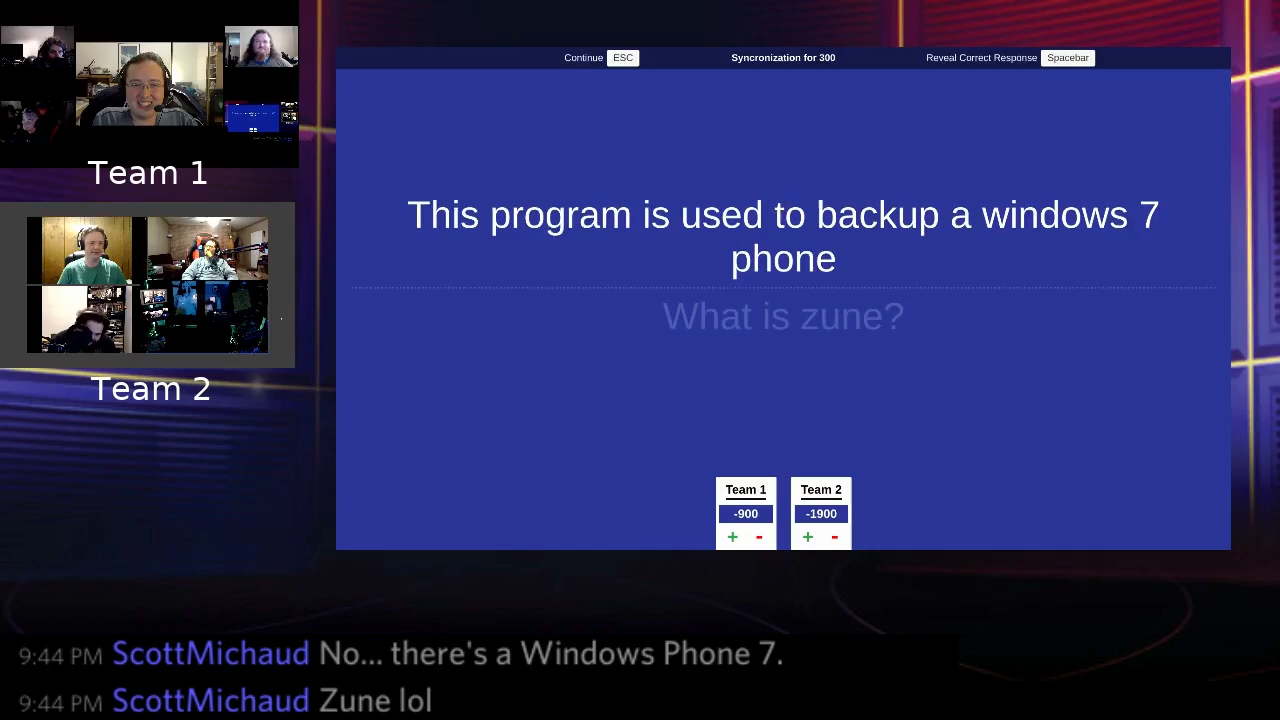 Team 1
Team 2
Continue ESC
Syncronization for 300
Reveal Correct Response Spacebar
This program is used to backup a windows 7
phone
What is zune?
Team 1
-900
+ -
Team 2
-1900
+ -
9:44 PM ScottMichaud No... there's a Windows Phone 7.
9:44 PM ScottMichaud Zune lol